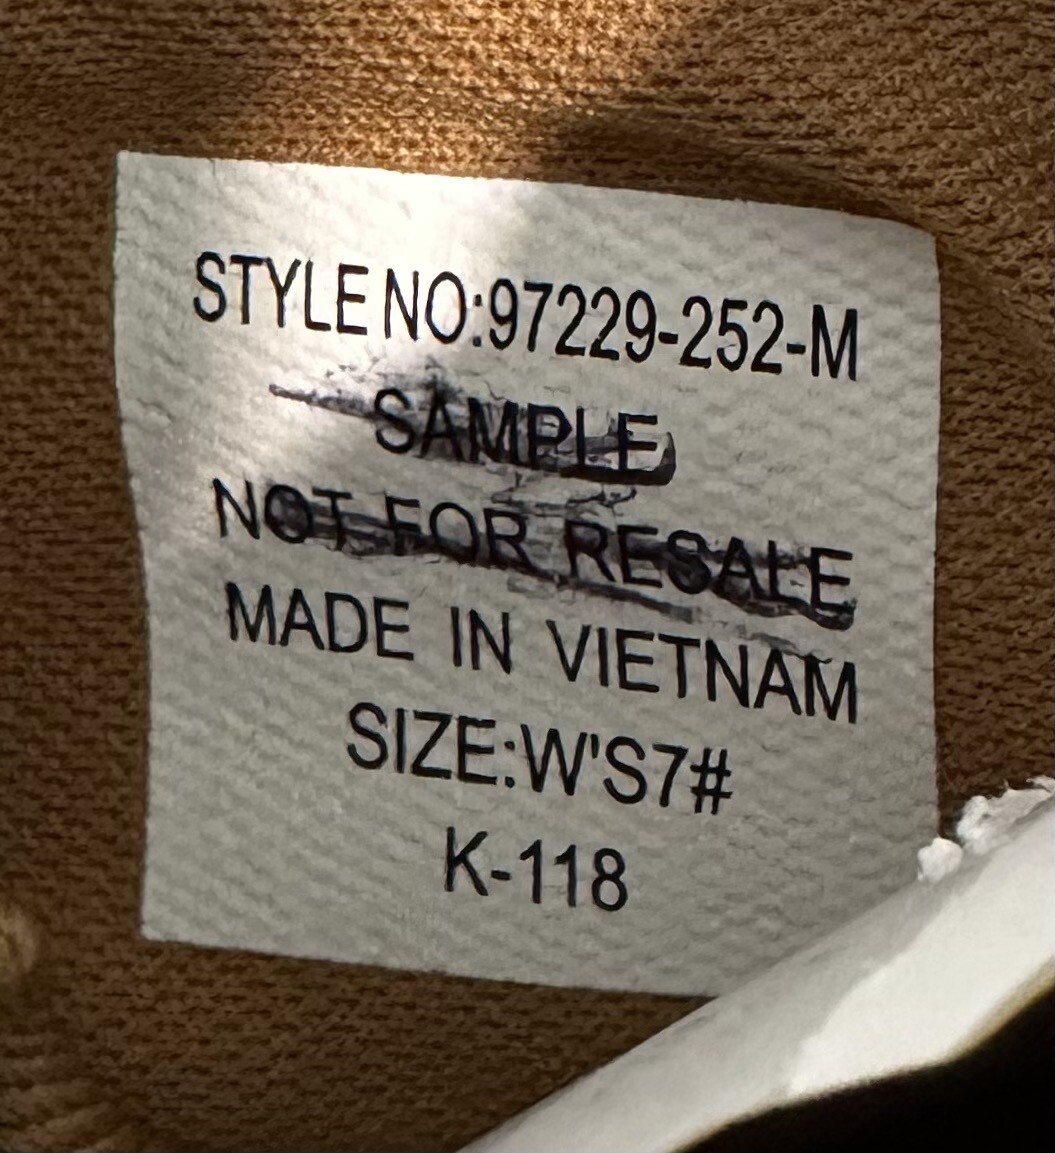 STYLE NO:97229-252-M
SAMPLE
NOT FOR RESALE
MADE IN VIETNAM
SIZE:W'S7#
K-118